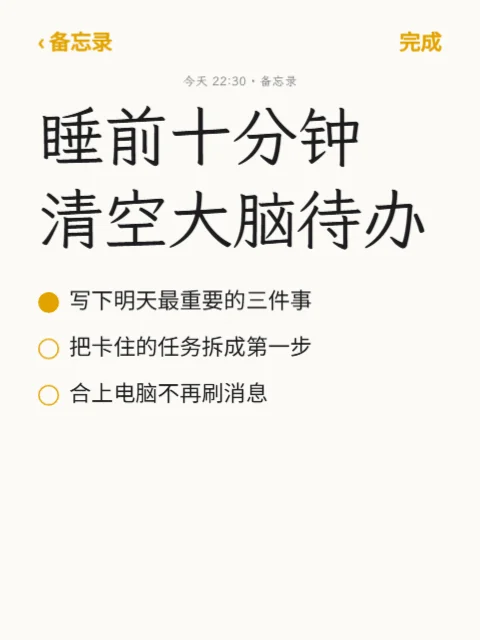 ‹ 备忘录
完成
今天 22:30・备忘录
睡前十分钟
清空大脑待办
写下明天最重要的三件事
把卡住的任务拆成第一步
合上电脑不再刷消息